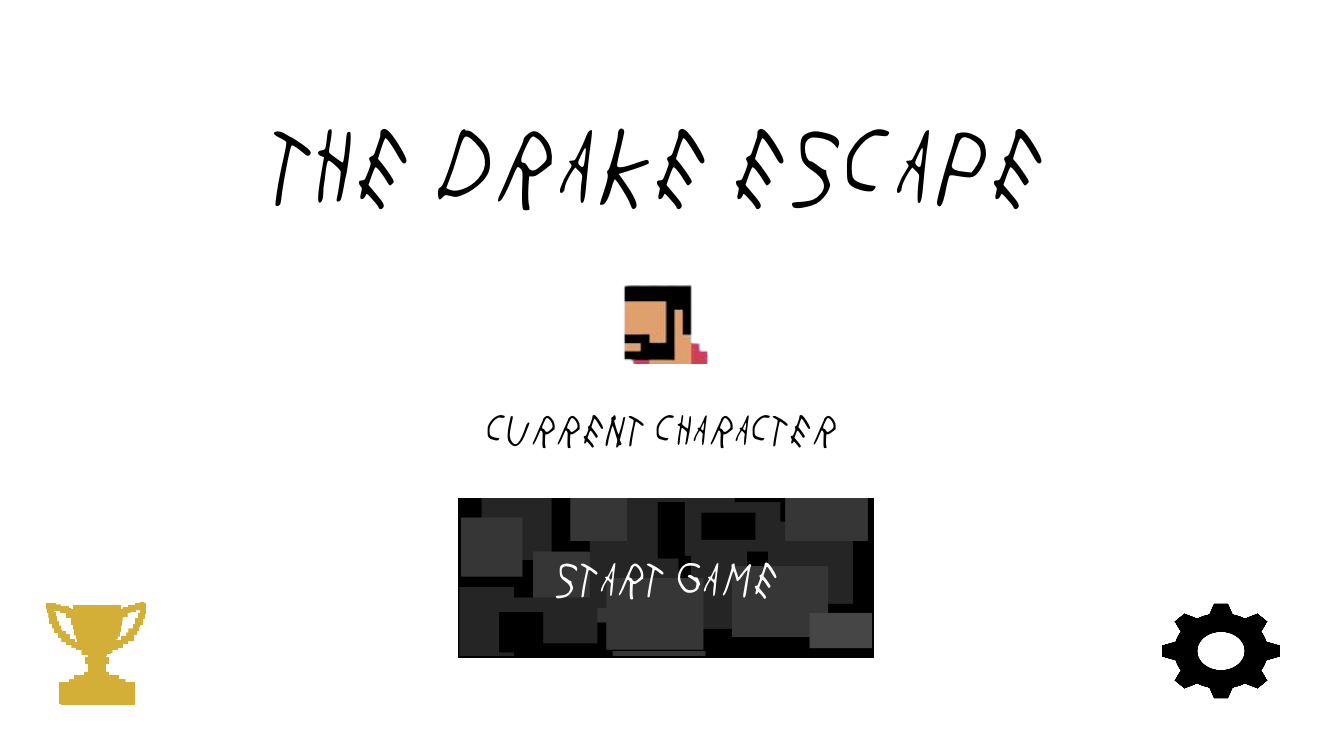 THE DRAKE ESCAPE
CURRENT CHARACTER
START GAME